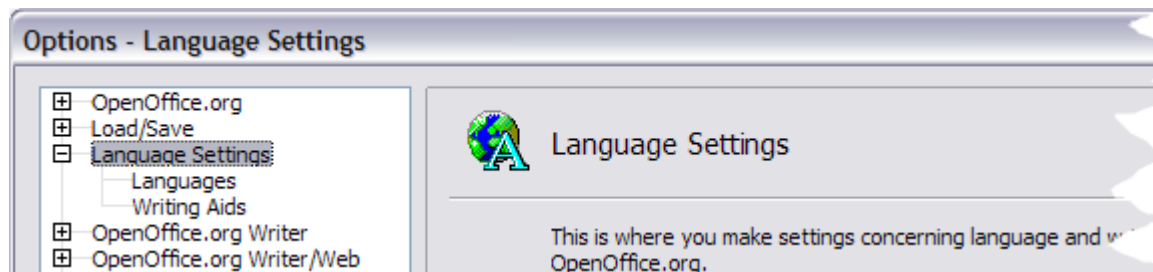 Options - Language Settings
OpenOffice.org
Load/Save
Language Settings
Languages
Writing Aids
OpenOffice.org Writer
OpenOffice.org Writer/Web
Language Settings
This is where you make settings concerning language and
OpenOffice.org.